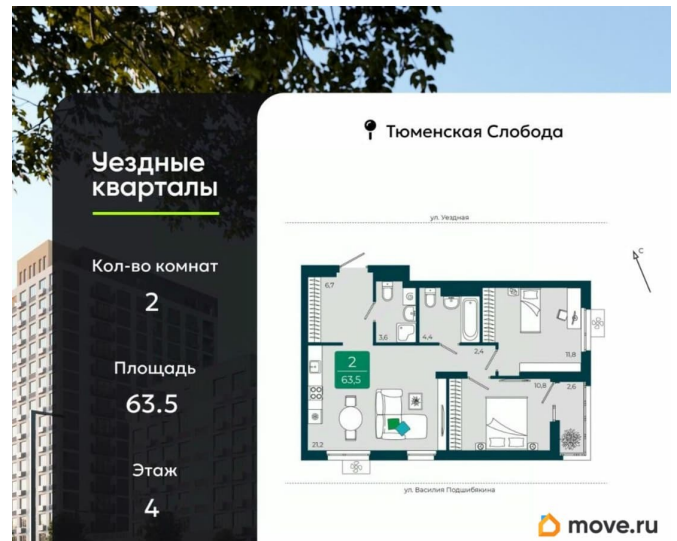 Уездные
кварталы
Кол-во комнат
2
Площадь
63.5
Этаж
4
Тюменская Слобода
ул. Уездная
С
6,7
3,6
4,4
2,4
11,8
2
63,5
10,8
2,6
21,2
ул. Василия Подшибякина
move.ru